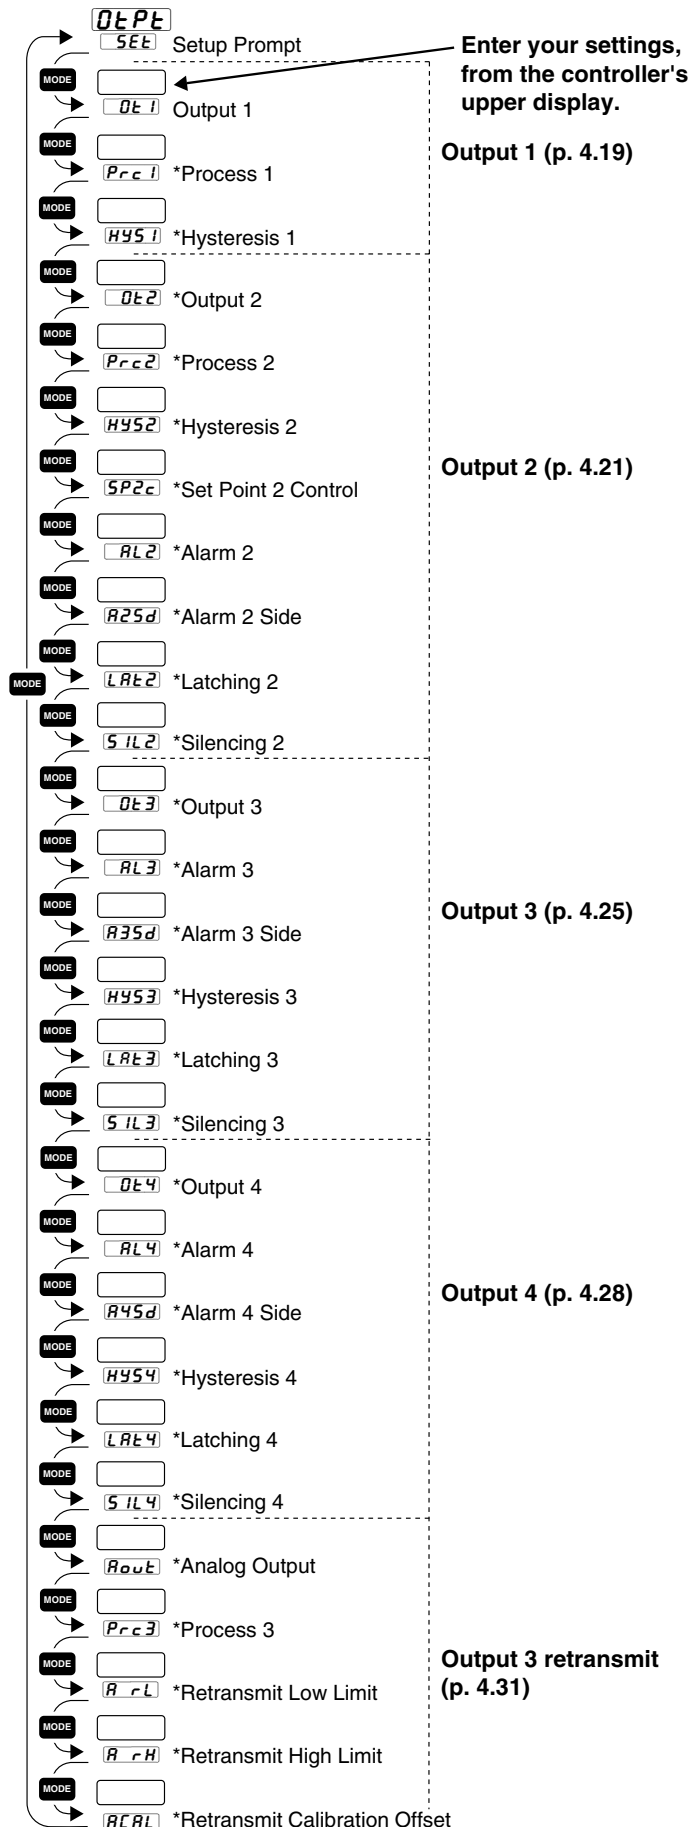 OtPt
SEt Setup Prompt
Enter your settings,
from the controller's
upper display.
MODE
Ot1 Output 1
Output 1 (p. 4.19)
MODE
Prc1 *Process 1
MODE
HYS1 *Hysteresis 1
MODE
Ot2 *Output 2
MODE
Prc2 *Process 2
MODE
HYS2 *Hysteresis 2
MODE
Output 2 (p. 4.21)
SP2c *Set Point 2 Control
MODE
AL2 *Alarm 2
MODE
A2Sd *Alarm 2 Side
MODE
LAt2 *Latching 2
MODE
MODE
SIL2 *Silencing 2
MODE
Ot3 *Output 3
MODE
AL3 *Alarm 3
MODE
Output 3 (p. 4.25)
A3Sd *Alarm 3 Side
MODE
HYS3 *Hysteresis 3
MODE
LAt3 *Latching 3
MODE
SIL3 *Silencing 3
MODE
Ot4 *Output 4
MODE
AL4 *Alarm 4
MODE
Output 4 (p. 4.28)
A4Sd *Alarm 4 Side
MODE
HYS4 *Hysteresis 4
MODE
LAt4 *Latching 4
MODE
SIL4 *Silencing 4
MODE
Aout *Analog Output
MODE
Prc3 *Process 3
MODE
Output 3 retransmit
(p. 4.31)
A rL *Retransmit Low Limit
MODE
A rH *Retransmit High Limit
MODE
ACAL *Retransmit Calibration Offset